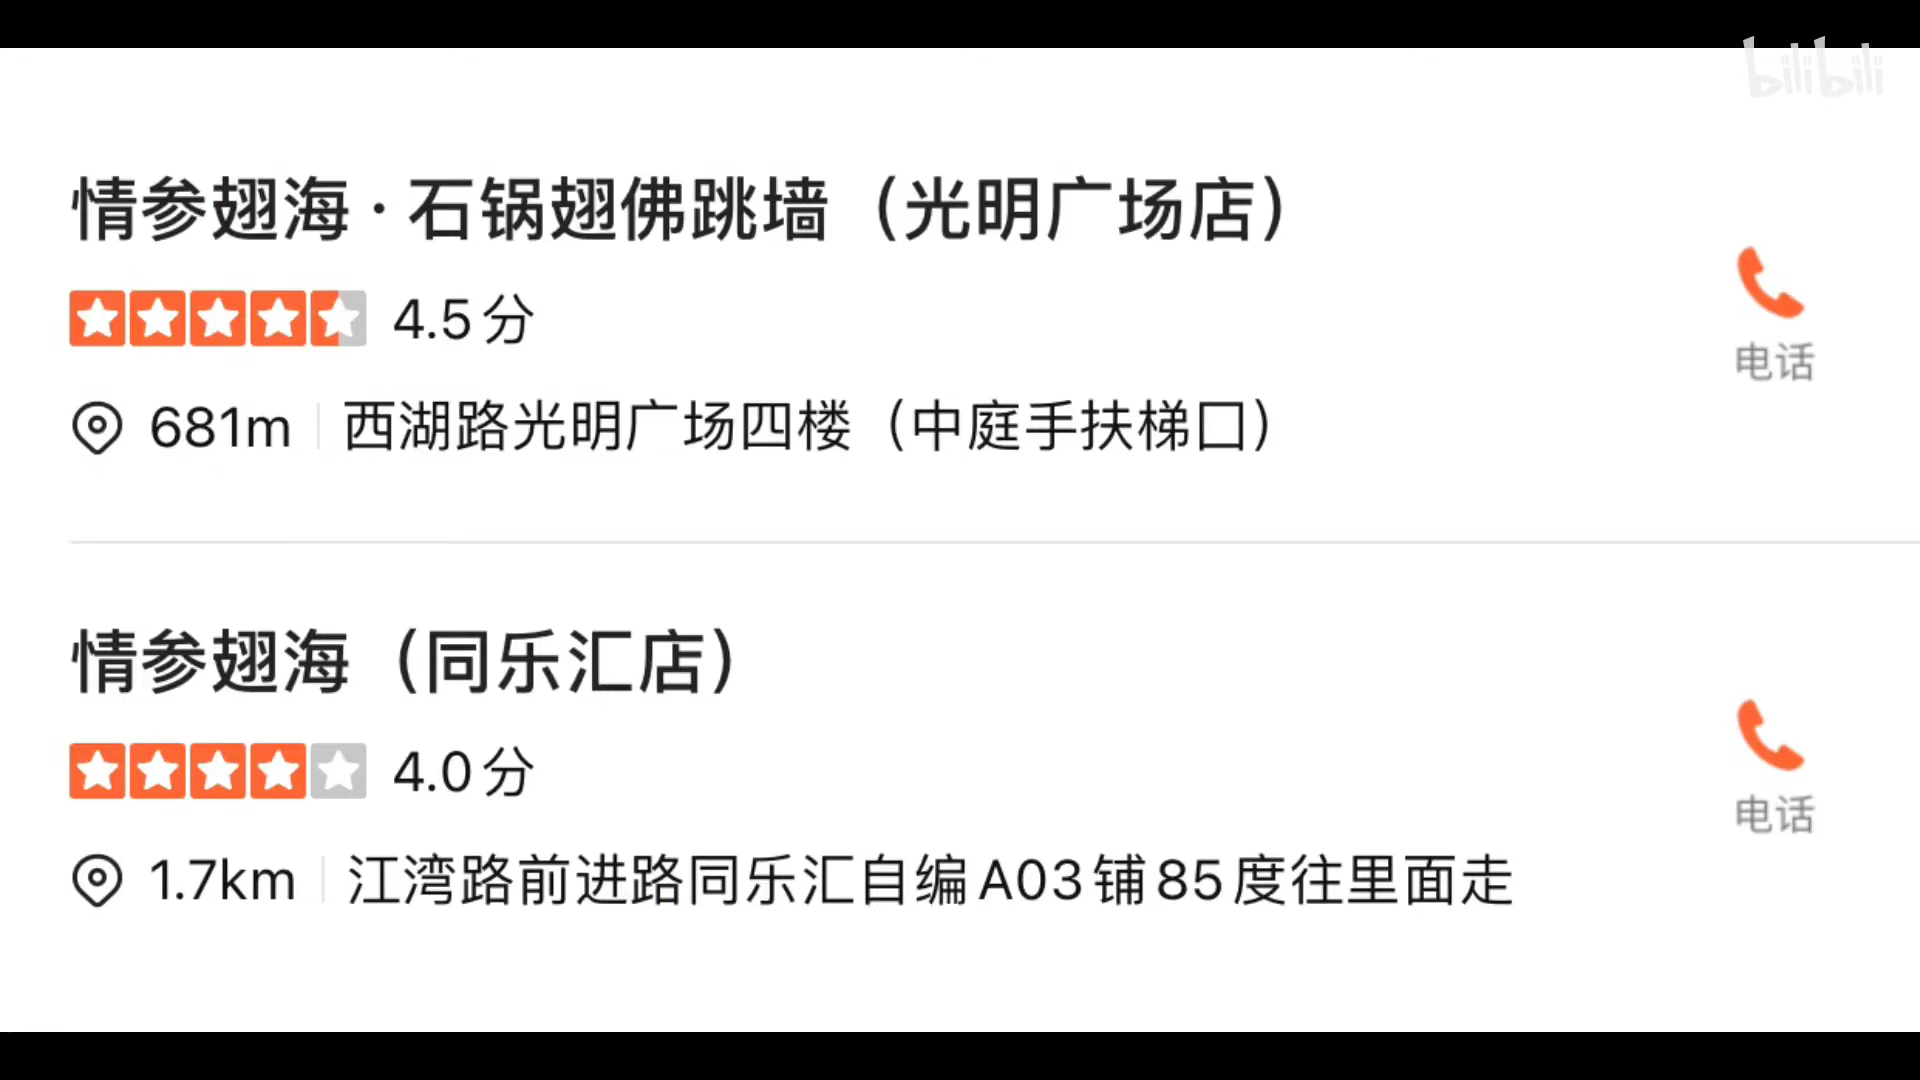 bilibili
情参翅海·石锅翅佛跳墙（光明广场店）
4.5分
电话
681m 西湖路光明广场四楼（中庭手扶梯口）
情参翅海（同乐汇店）
4.0分
电话
1.7km 江湾路前进路同乐汇自编A03铺85度往里面走